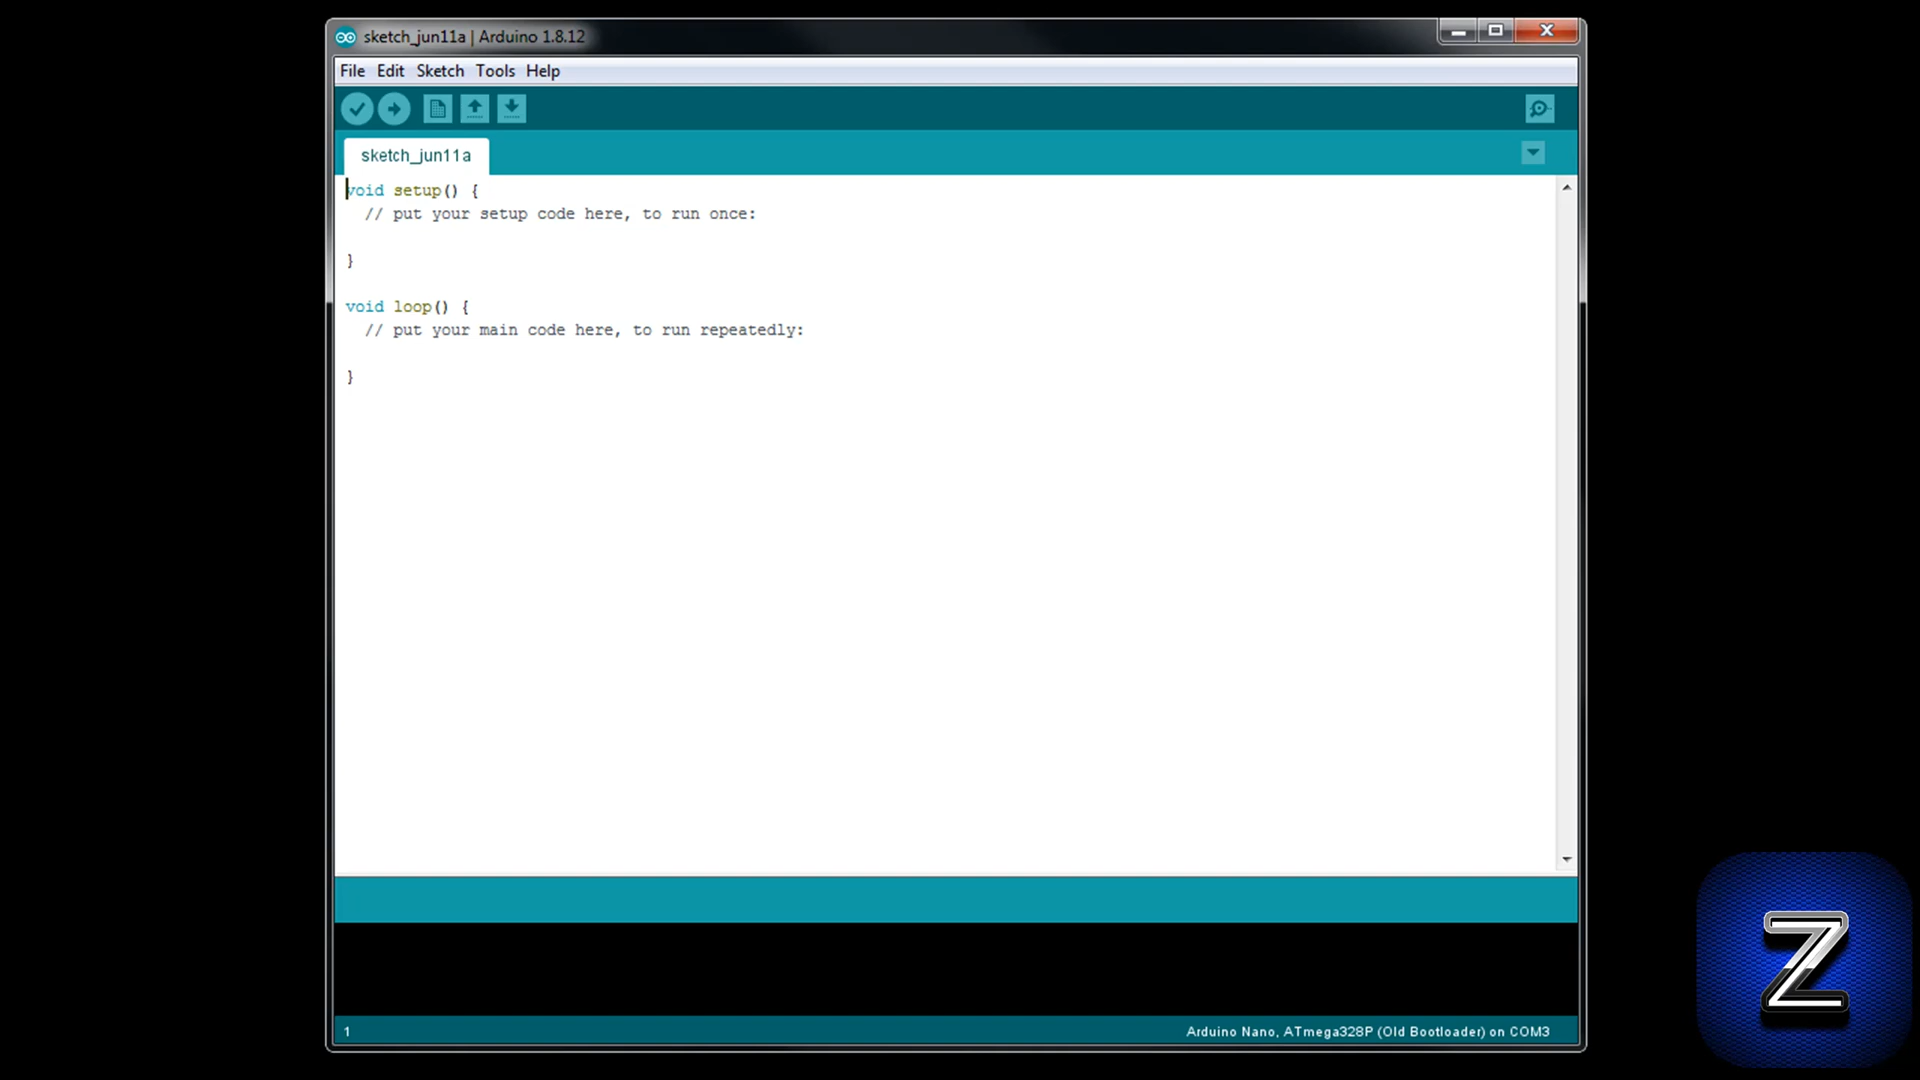 sketch_jun11a | Arduino 1.8.12
File Edit Sketch Tools Help
sketch_jun11a
void setup() {
// put your setup code here, to run once:
}
void loop() {
// put your main code here, to run repeatedly:
}
1
Arduino Nano, ATmega328P (Old Bootloader) on COM3
Z